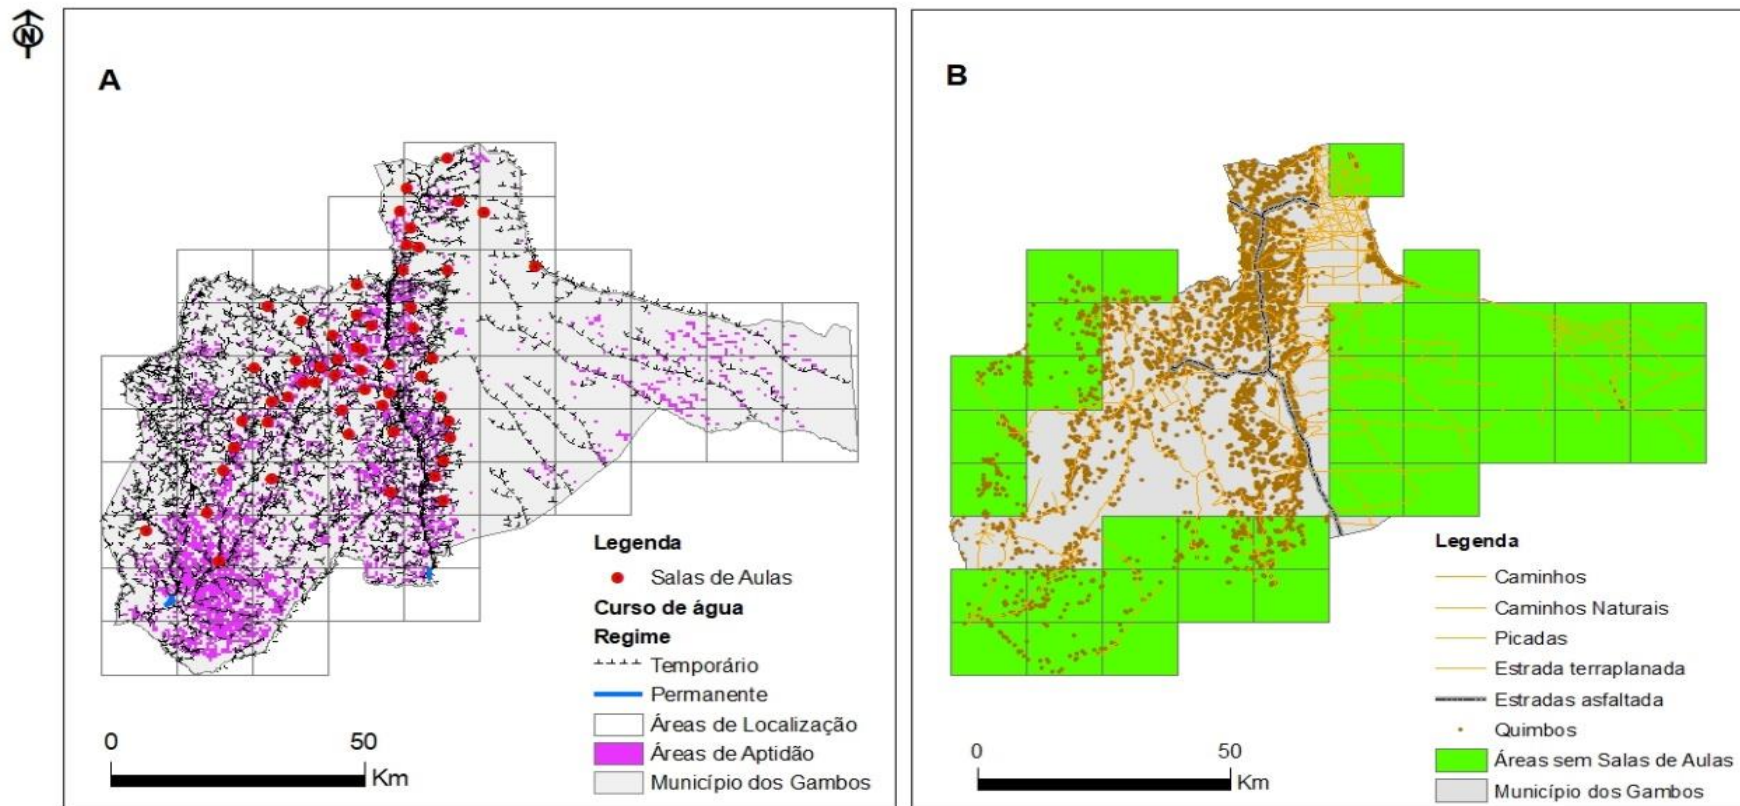 N
A
Legenda
Salas de Aulas
Curso de água
Regime
Temporário
Permanente
Áreas de Localização
Áreas de Aptidão
Município dos Gambos
0 50
Km
B
Legenda
Caminhos
Caminhos Naturais
Picadas
Estrada terraplanada
Estradas asfaltada
Quimbos
Áreas sem Salas de Aulas
Município dos Gambos
0 50
Km